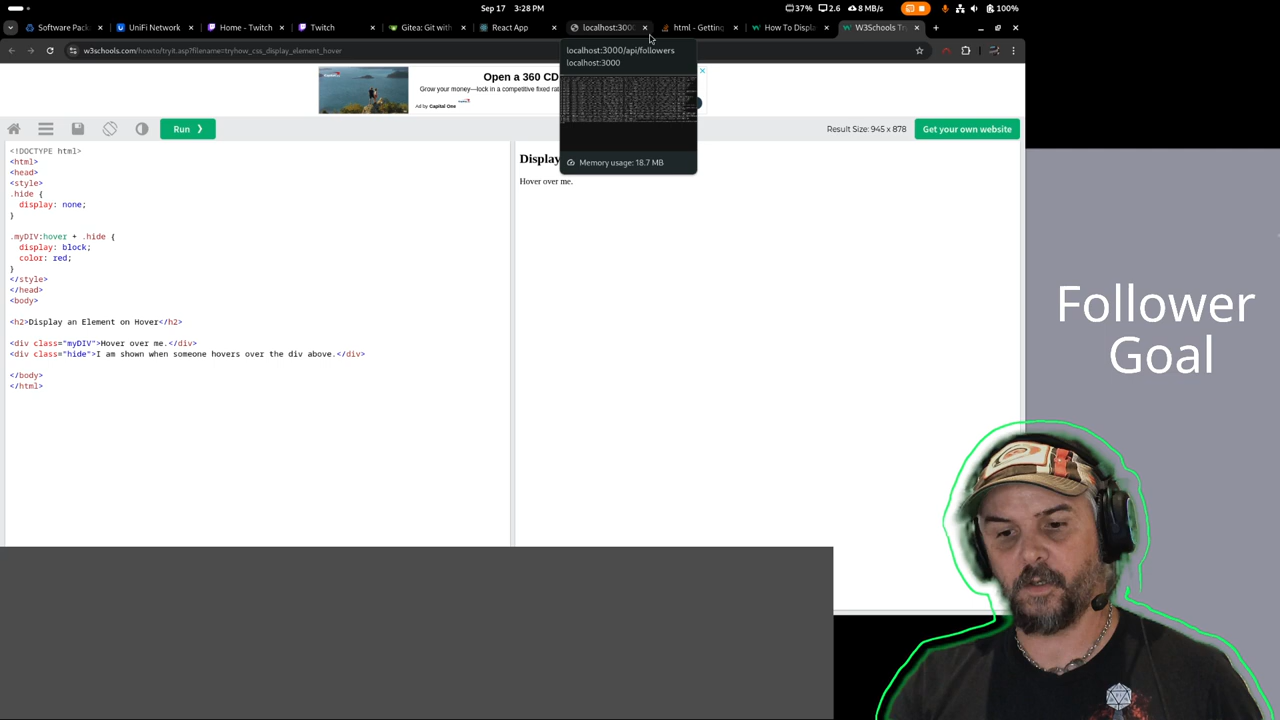 Sep 17 3:28 PM
37% 2.6 8 MB/s 100%
Software Pack
UniFi Network
Home - Twitch
Twitch
Gitea: Git with
React App
localhost:3000
html - Getting
How To Displa
W3Schools Tr
w3schools.com/howto/tryit.asp?filename=tryhow_css_display_element_hover
localhost:3000/api/followers
localhost:3000
Memory usage: 18.7 MB
Open a 360 CD
Grow your money—lock in a competitive fixed rat
Ad by Capital One
Run ❯
Result Size: 945 x 878
Get your own website
<!DOCTYPE html>
<html>
<head>
<style>
.hide {
  display: none;
}
.myDIV:hover + .hide {
  display: block;
  color: red;
}
</style>
</head>
<body>
<h2>Display an Element on Hover</h2>
<div class="myDIV">Hover over me.</div>
<div class="hide">I am shown when someone hovers over the div above.</div>
</body>
</html>
Display
Hover over me.
Follower
Goal